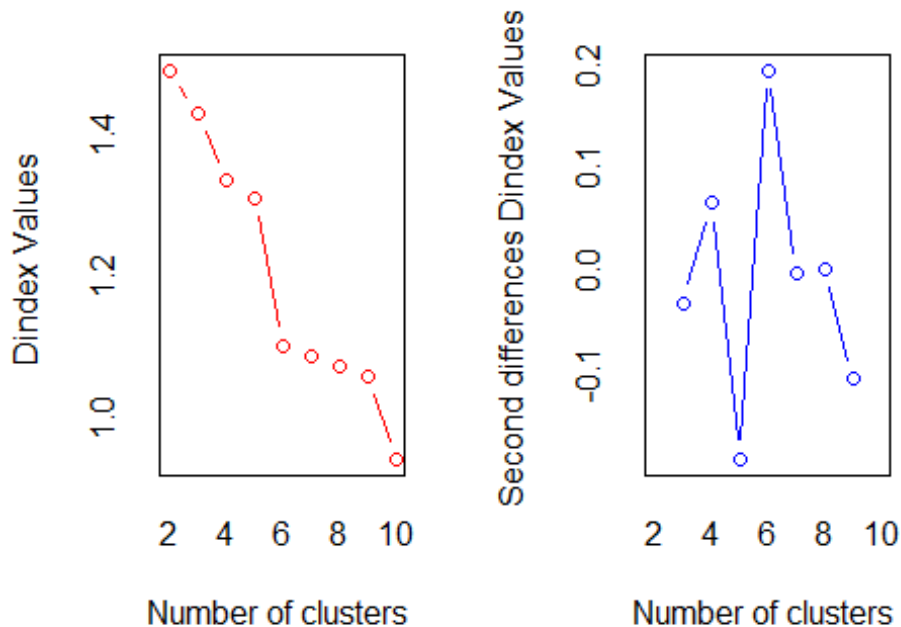 Dindex Values
1.4
1.2
1.0
2 4 6 8 10
Number of clusters
Second differences Dindex Values
0.2
0.1
0.0
-0.1
2 4 6 8 10
Number of clusters